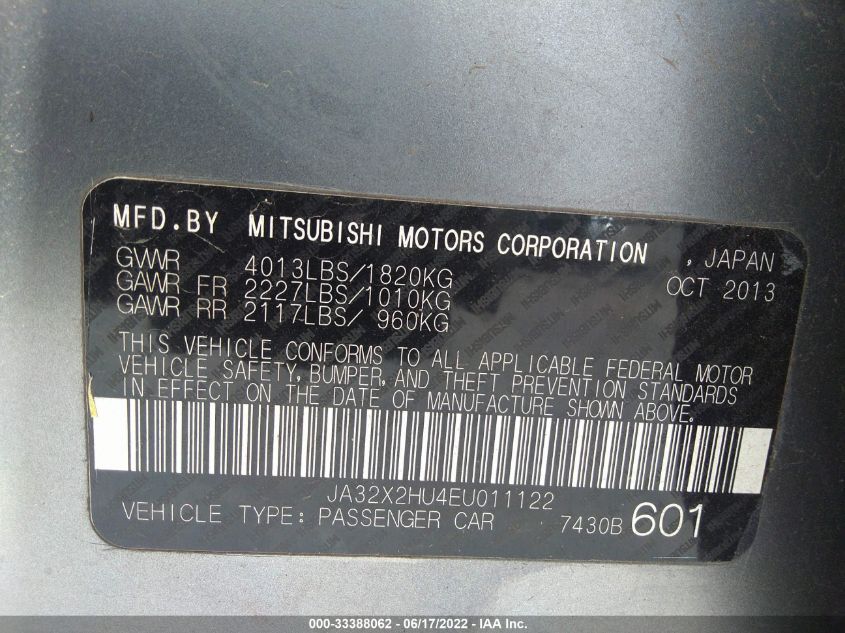 MFD.BY MITSUBISHI MOTORS CORPORATION , JAPAN
GVWR 4013LBS/1820KG OCT 2013
GAWR FR 2227LBS/1010KG
GAWR RR 2117LBS/ 960KG
THIS VEHICLE CONFORMS TO ALL APPLICABLE FEDERAL MOTOR
VEHICLE SAFETY, BUMPER, AND THEFT PREVENTION STANDARDS
IN EFFECT ON THE DATE OF MANUFACTURE SHOWN ABOVE.
JA32X2HU4EU011122
VEHICLE TYPE: PASSENGER CAR 7430B 601
000-33388062 - 06/17/2022 - IAA Inc.